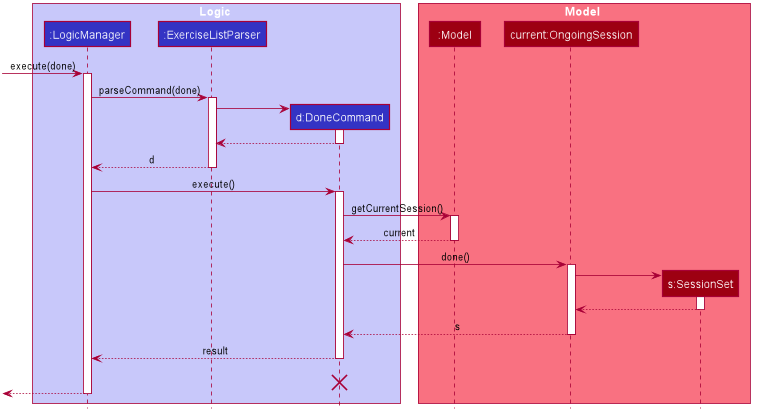 Logic
Model
:LogicManager
:ExerciseListParser
:Model
current:OngoingSession
execute(done)
parseCommand(done)
d:DoneCommand
d
execute()
getCurrentSession()
current
done()
s:SessionSet
s
result